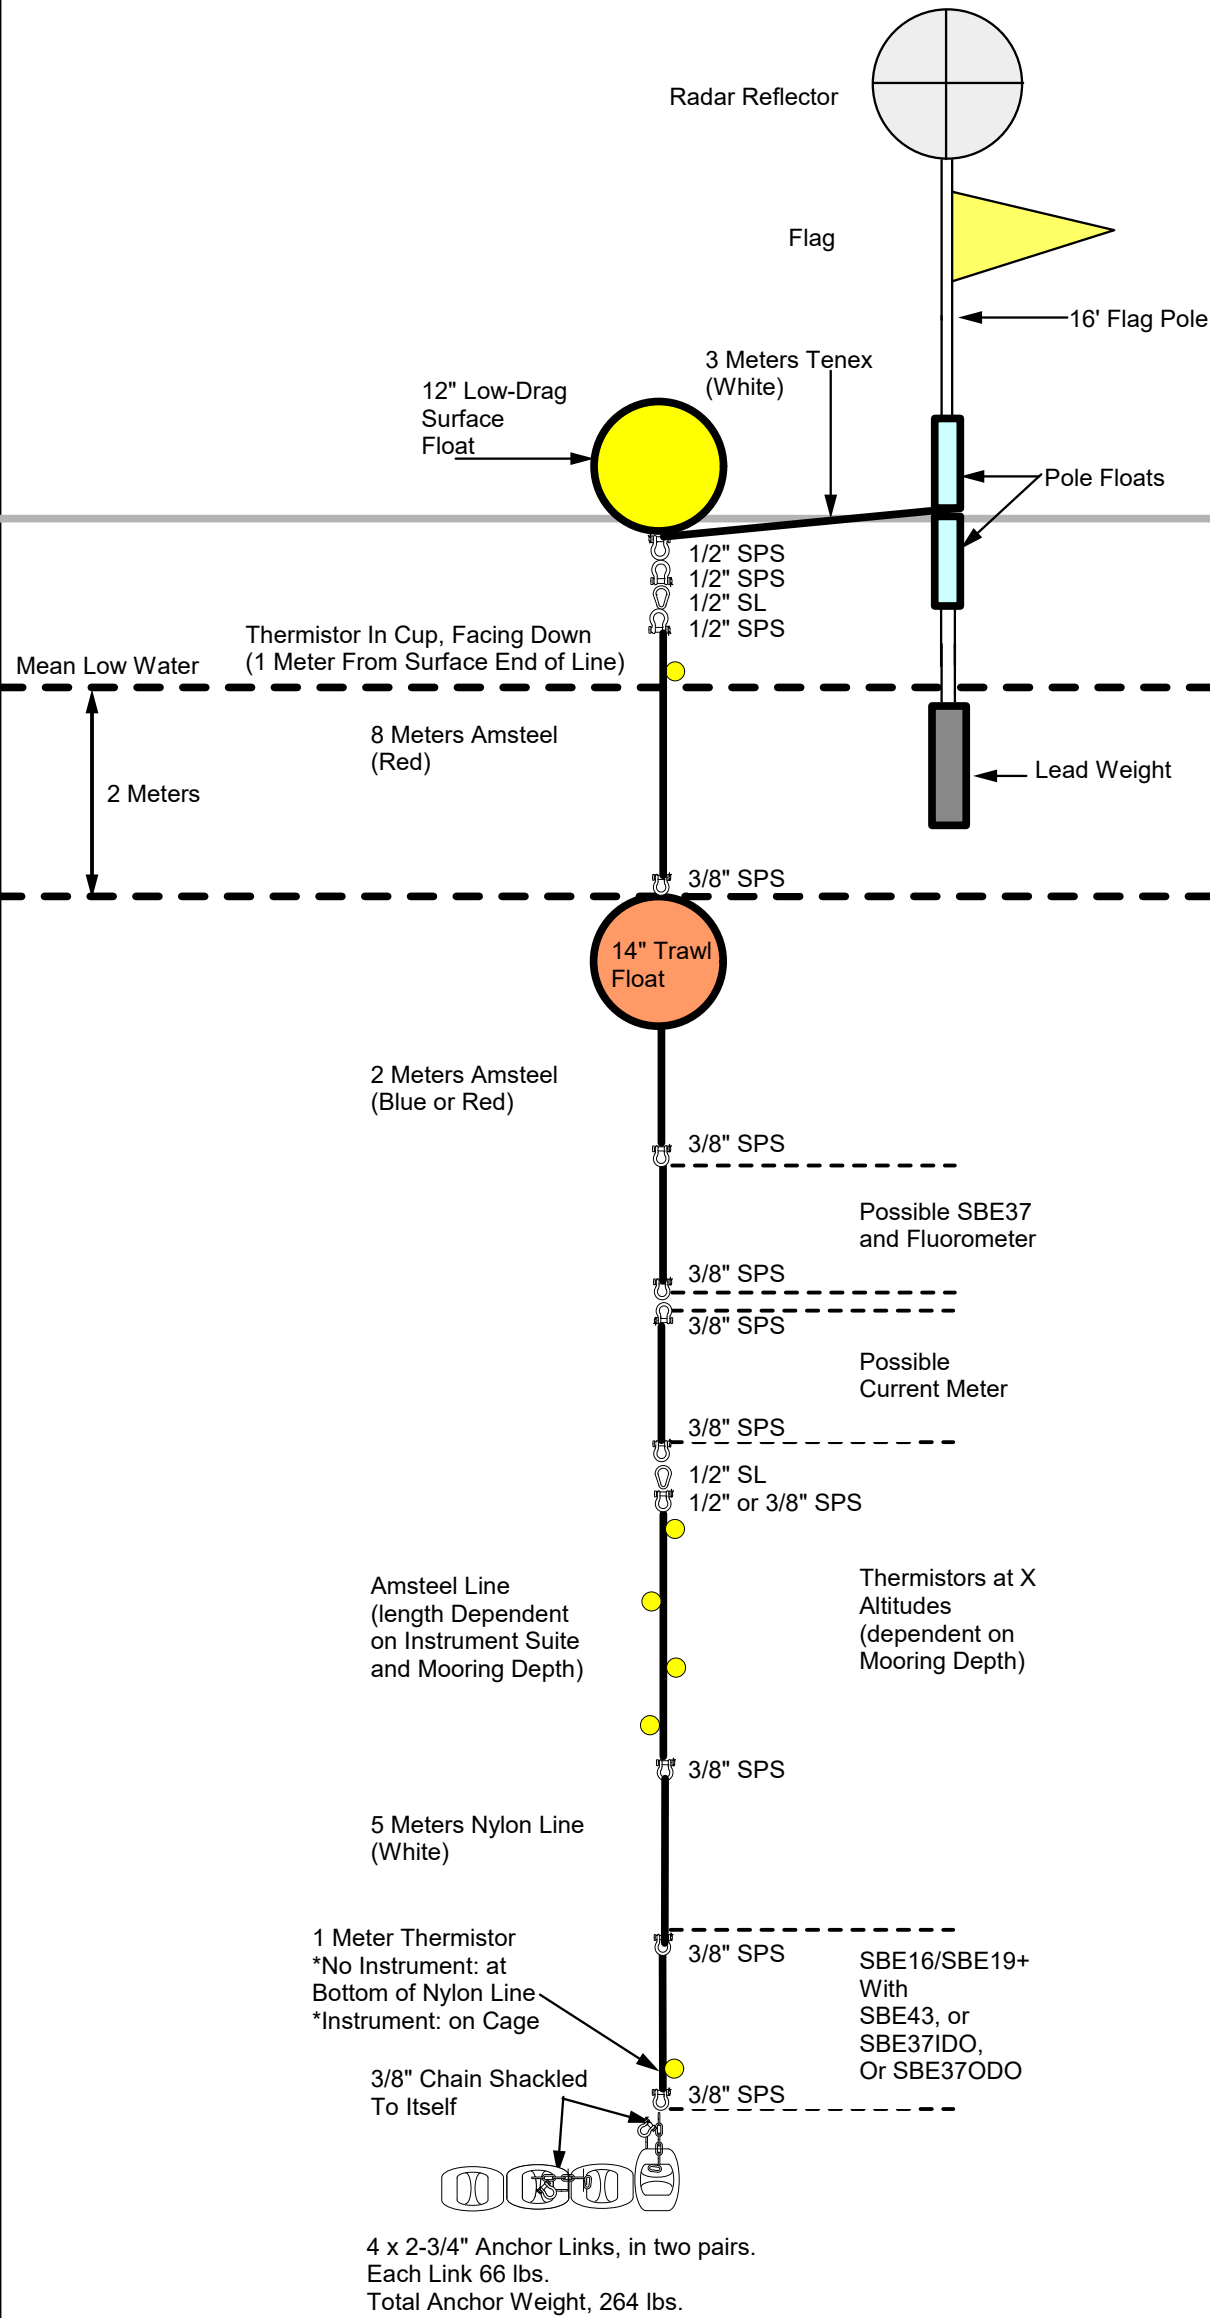 Radar Reflector
Flag
16' Flag Pole
3 Meters Tenex
(White)
12" Low-Drag
Surface
Float
Pole Floats
1/2" SPS
1/2" SPS
1/2" SL
1/2" SPS
Thermistor In Cup, Facing Down
(1 Meter From Surface End of Line)
Mean Low Water
8 Meters Amsteel
(Red)
Lead Weight
2 Meters
3/8" SPS
14" Trawl
Float
2 Meters Amsteel
(Blue or Red)
3/8" SPS
Possible SBE37
and Fluorometer
3/8" SPS
3/8" SPS
Possible
Current Meter
3/8" SPS
1/2" SL
1/2" or 3/8" SPS
Amsteel Line
(length Dependent
on Instrument Suite
and Mooring Depth)
Thermistors at X
Altitudes
(dependent on
Mooring Depth)
3/8" SPS
5 Meters Nylon Line
(White)
1 Meter Thermistor
*No Instrument: at
Bottom of Nylon Line
*Instrument: on Cage
3/8" SPS
SBE16/SBE19+
With
SBE43, or
SBE37IDO,
Or SBE37ODO
3/8" Chain Shackled
To Itself
3/8" SPS
4 x 2-3/4" Anchor Links, in two pairs.
Each Link 66 lbs.
Total Anchor Weight, 264 lbs.